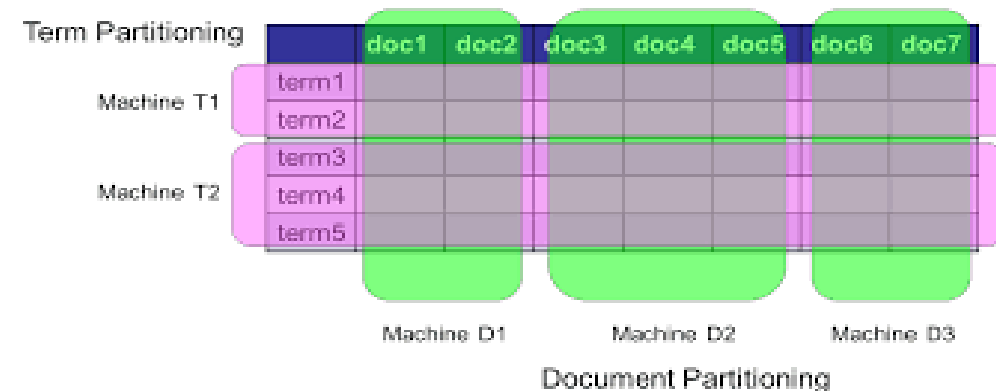 Term Partitioning
doc1 doc2 doc3 doc4 doc5 doc6 doc7
term1
Machine T1
term2
term3
Machine T2
term4
term5
Machine D1 Machine D2 Machine D3
Document Partitioning